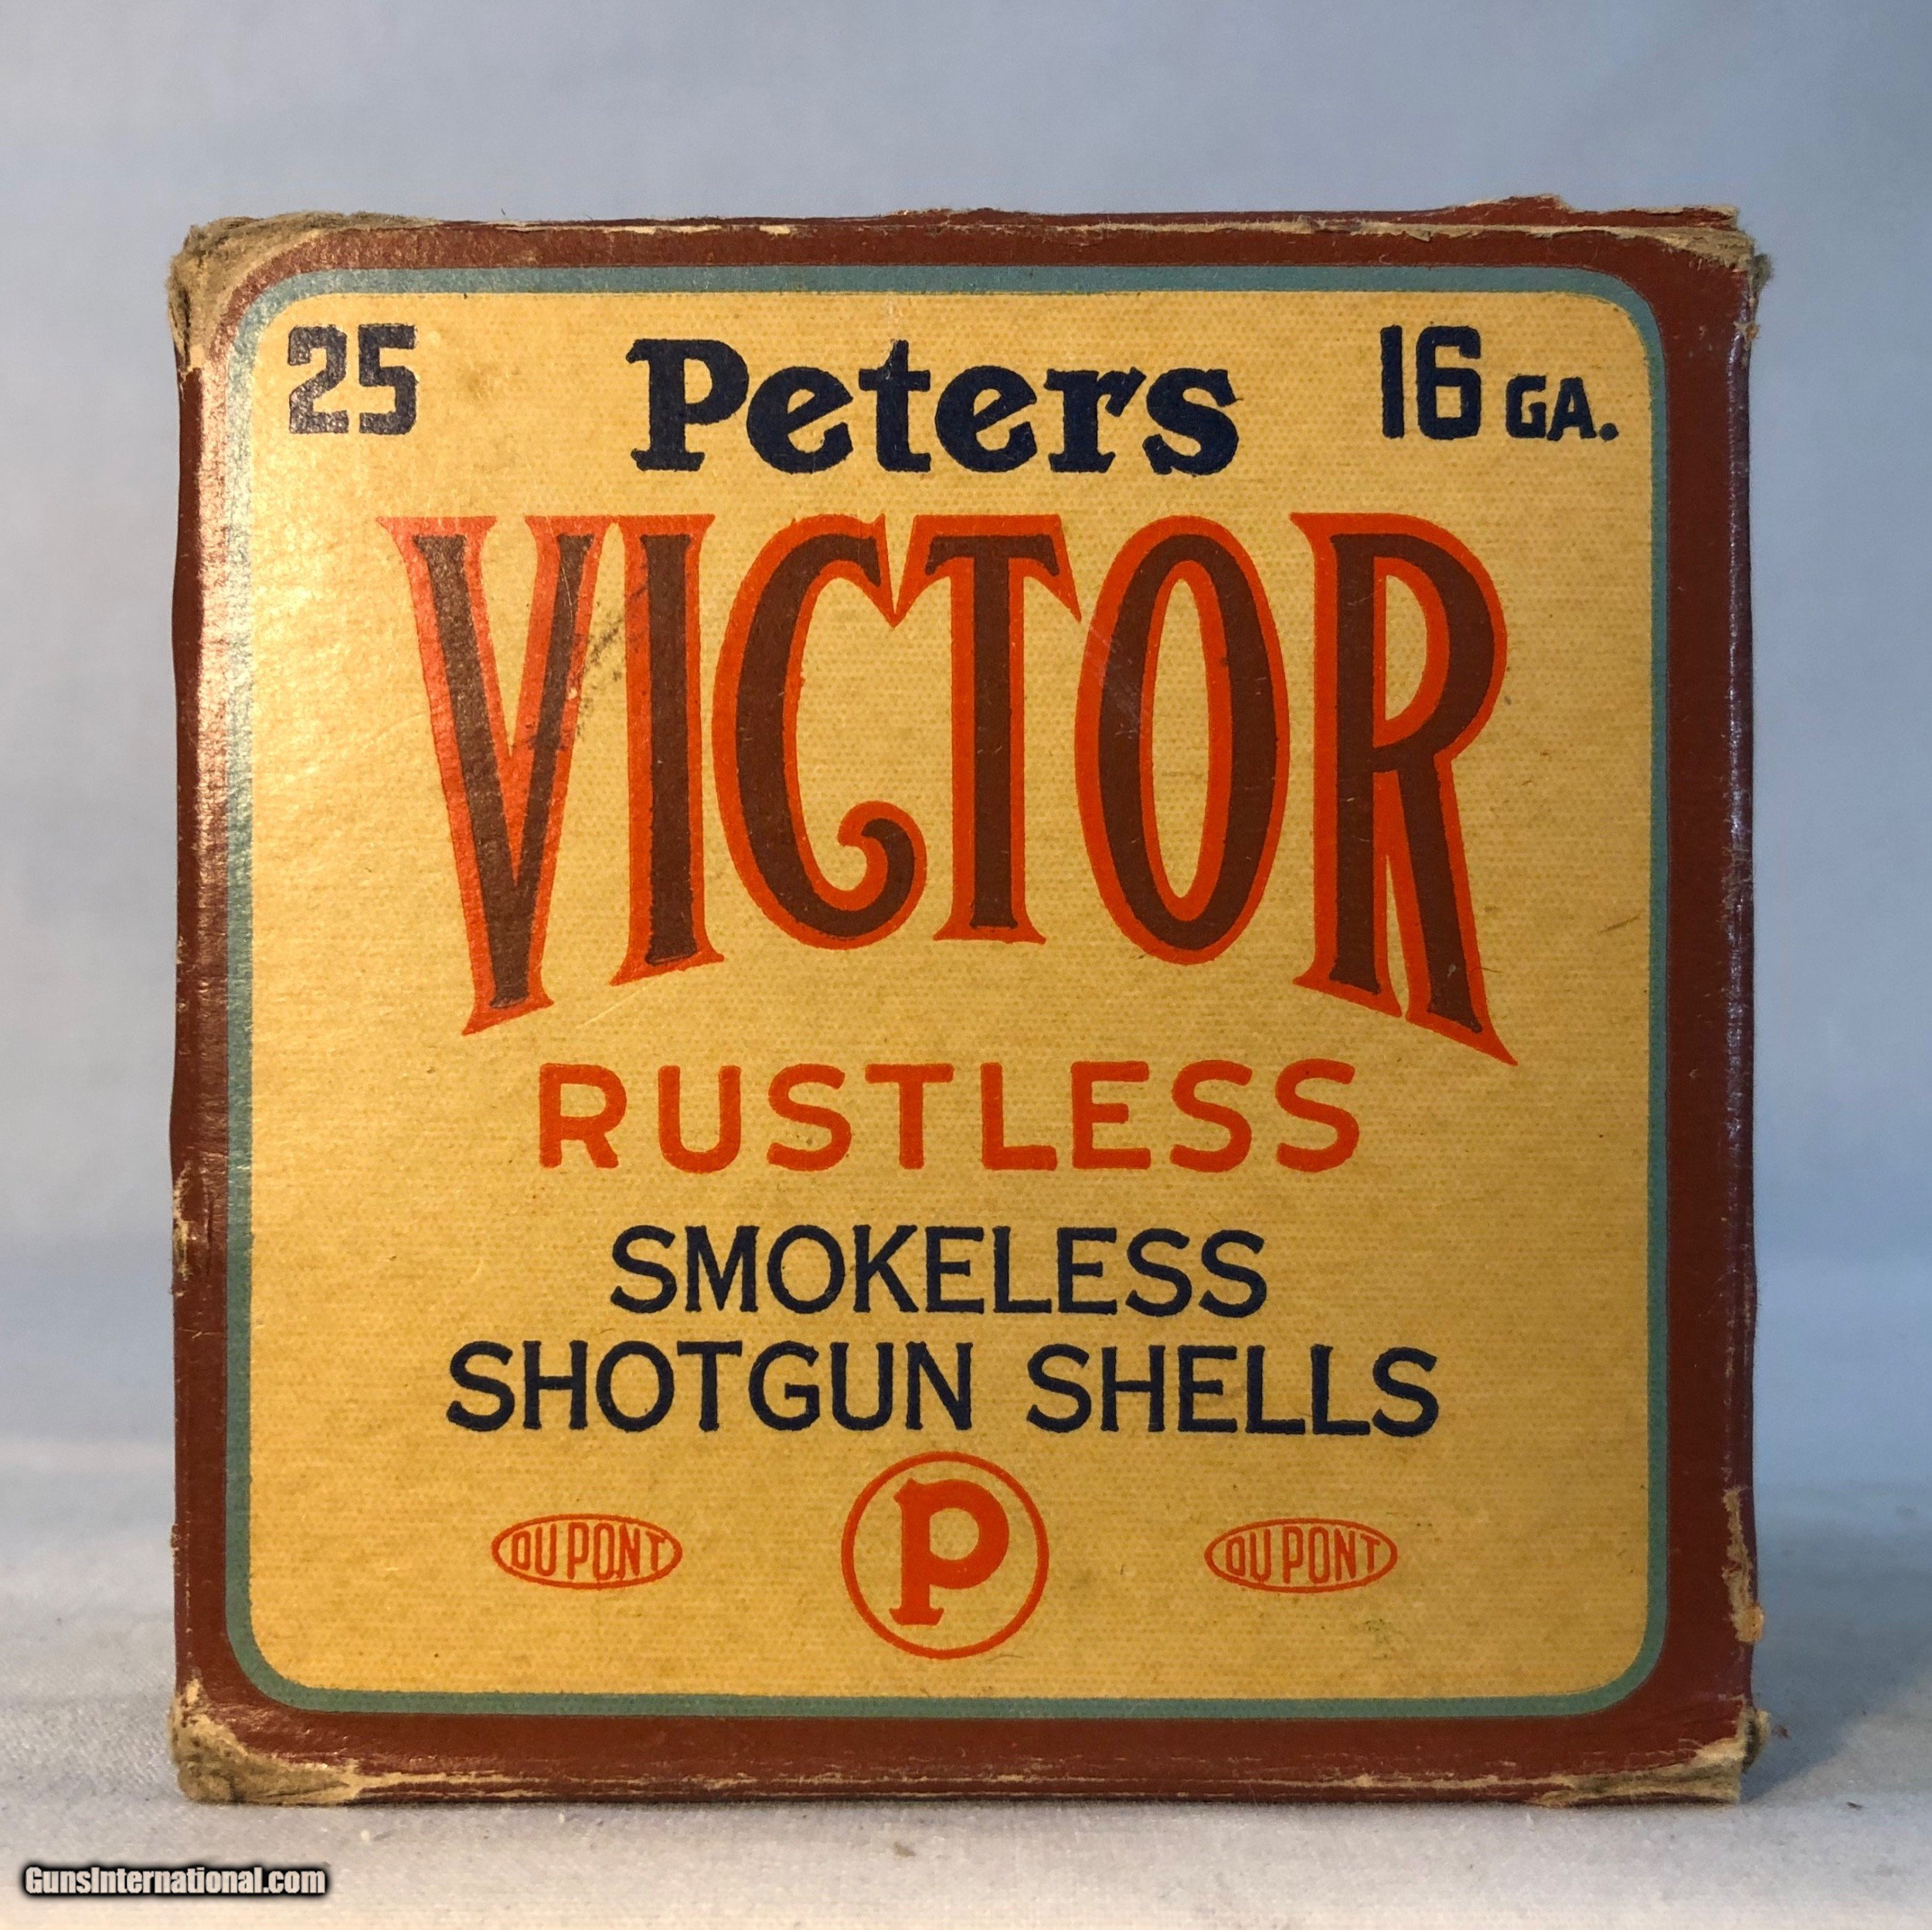 25 Peters 16 GA.
VICTOR
RUSTLESS
SMOKELESS
SHOTGUN SHELLS
DU PONT P DU PONT
GunsInternational.com